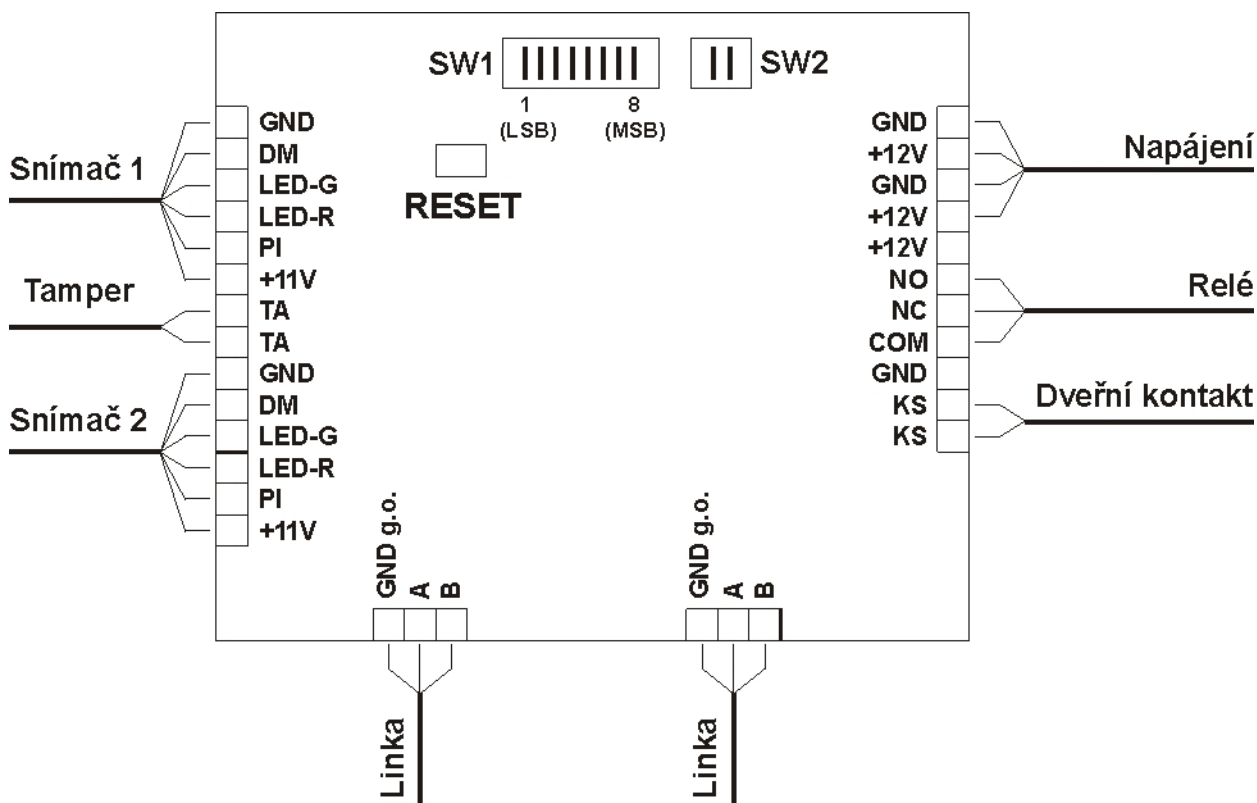 SW1
SW2
1
8
(LSB)
(MSB)
RESET
Snímač 1
GND
DM
LED-G
LED-R
PI
+11V
Tamper
TA
TA
Snímač 2
GND
DM
LED-G
LED-R
PI
+11V
GND
+12V
GND
+12V
+12V
NO
NC
COM
GND
KS
KS
Napájení
Relé
Dveřní kontakt
GND g.o.
A
B
Linka
GND g.o.
A
B
Linka